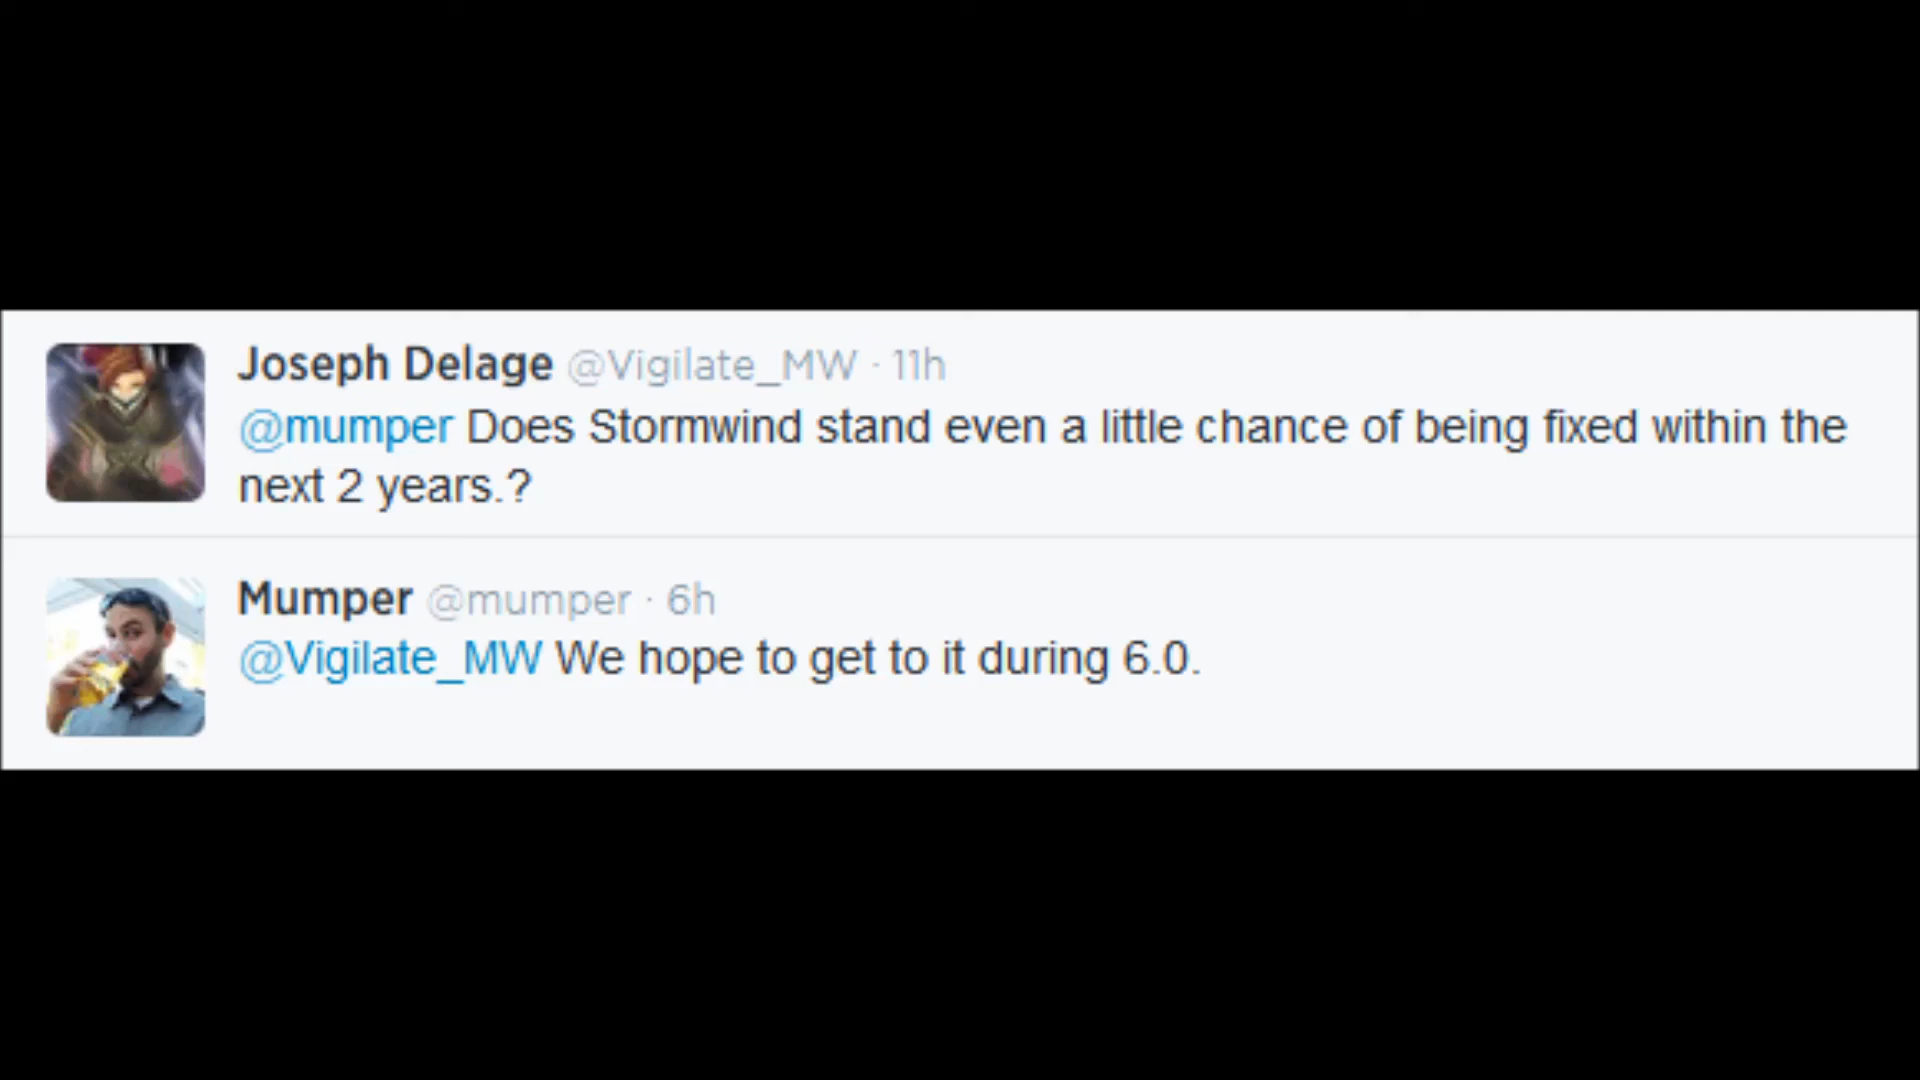 Joseph Delage @Vigilate_MW · 11h
@mumper Does Stormwind stand even a little chance of being fixed within the
next 2 years.?
Mumper @mumper · 6h
@Vigilate_MW We hope to get to it during 6.0.